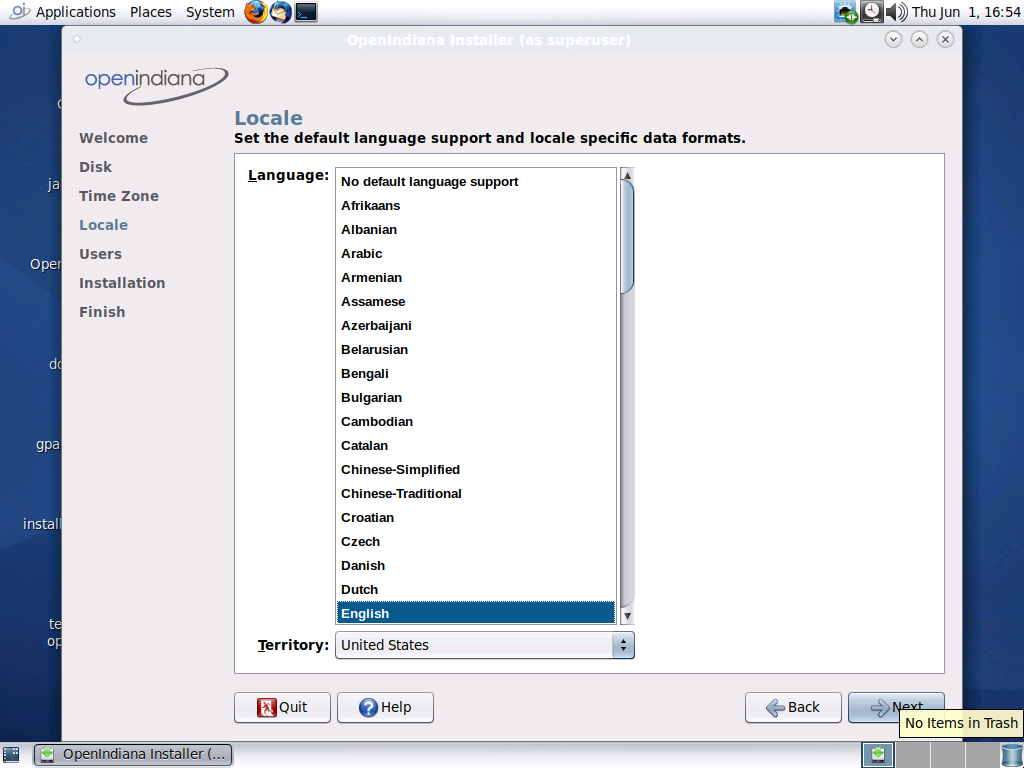 Applications Places System Thu Jun 1, 16:54
OpenIndiana Installer (as superuser)
openindiana
Locale
Set the default language support and locale specific data formats.
Welcome
Disk
Time Zone
Locale
Users
Installation
Finish
Language:
No default language support
Afrikaans
Albanian
Arabic
Armenian
Assamese
Azerbaijani
Belarusian
Bengali
Bulgarian
Cambodian
Catalan
Chinese-Simplified
Chinese-Traditional
Croatian
Czech
Danish
Dutch
English
Territory: United States
ja
Open
gpa
install
te
op
Quit Help Back Next
No Items in Trash
OpenIndiana Installer (...